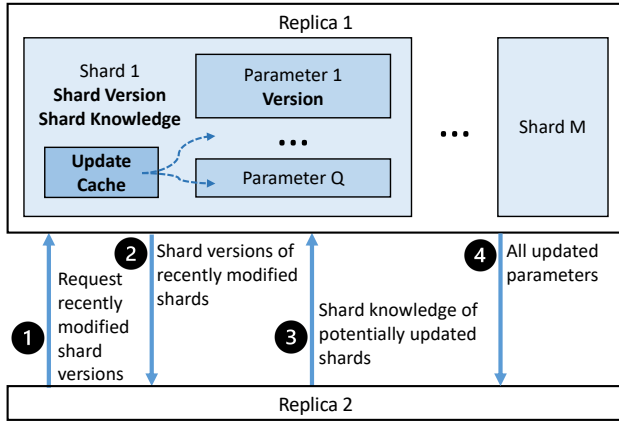 Replica 1
Shard 1
Shard Version
Shard Knowledge
Update
Cache
Parameter 1
Version
...
Parameter Q
...
Shard M
1
Request
recently
modified
shard
versions
2
Shard versions of
recently modified
shards
3
Shard knowledge of
potentially updated
shards
4
All updated
parameters
Replica 2